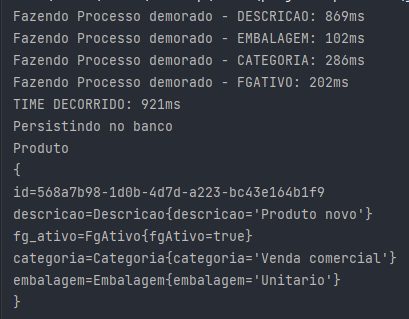 Fazendo Processo demorado - DESCRICAO: 869ms
Fazendo Processo demorado - EMBALAGEM: 102ms
Fazendo Processo demorado - CATEGORIA: 286ms
Fazendo Processo demorado - FGATIVO: 202ms
TIME DECORRIDO: 921ms
Persistindo no banco
Produto
{
id=568a7b98-1d0b-4d7d-a223-bc43e164b1f9
descricao=Descricao{descricao='Produto novo'}
fg_ativo=FgAtivo{fgAtivo=true}
categoria=Categoria{categoria='Venda comercial'}
embalagem=Embalagem{embalagem='Unitario'}
}